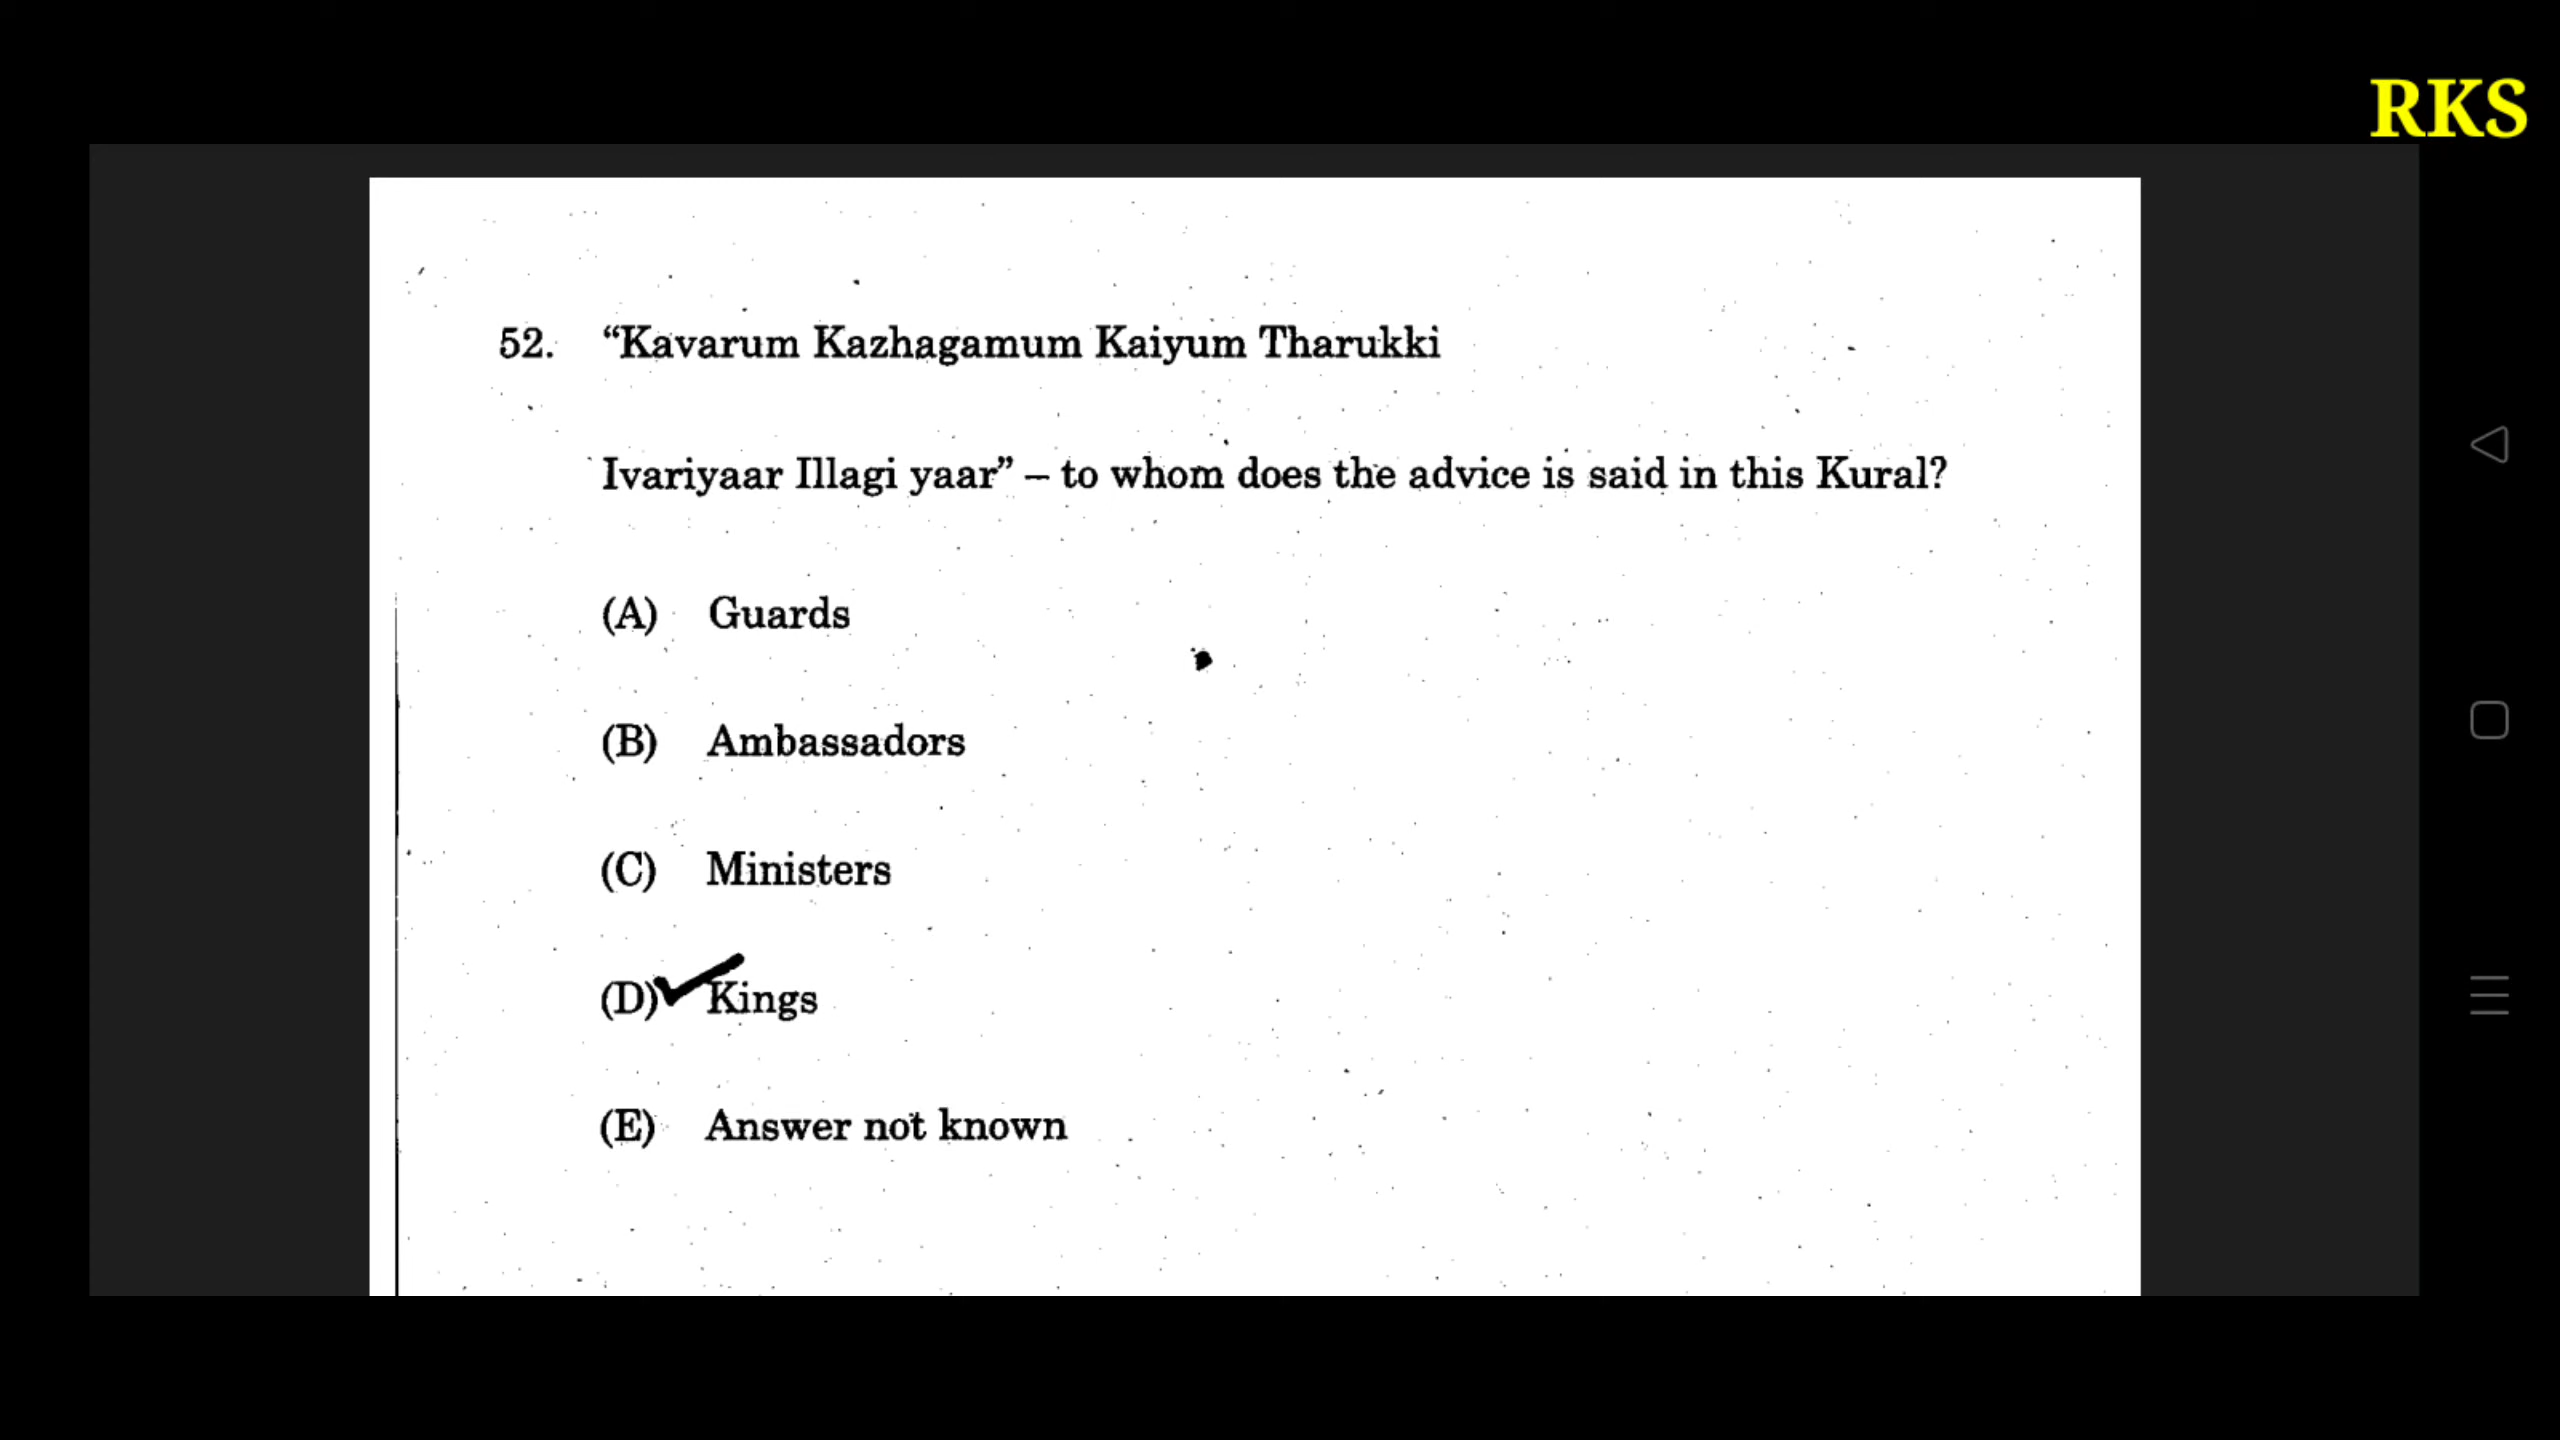 RKS
52. “Kavarum Kazhagamum Kaiyum Tharukki
Ivariyaar Illagi yaar” – to whom does the advice is said in this Kural?
(A) Guards
(B) Ambassadors
(C) Ministers
(D) Kings
(E) Answer not known